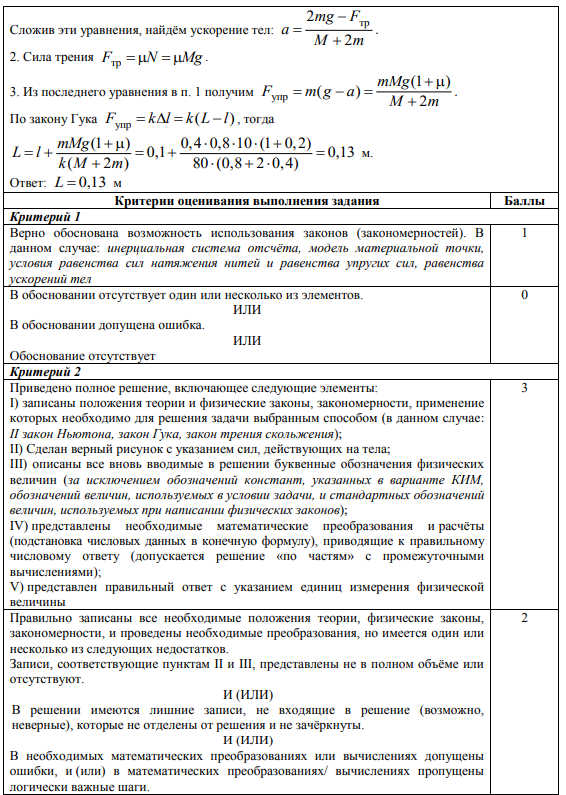 Сложив эти уравнения, найдём ускорение тел: a = (2mg − Fтр) / (M + 2m) .
2. Сила трения Fтр = μN = μMg .
3. Из последнего уравнения в п. 1 получим Fупр = m(g − a) = mMg(1 + μ) / (M + 2m) .
По закону Гука Fупр = kΔl = k(L − l) , тогда
L = l + mMg(1 + μ) / k(M + 2m) = 0,1 + 0,4·0,8·10·(1 + 0,2) / 80·(0,8 + 2·0,4) = 0,13 м.
Ответ: L = 0,13 м
Критерии оценивания выполнения задания Баллы
Критерий 1
Верно обоснована возможность использования законов (закономерностей). В 1
данном случае: инерциальная система отсчёта, модель материальной точки,
условия равенства сил натяжения нитей и равенства упругих сил, равенства
ускорений тел
В обосновании отсутствует один или несколько из элементов. 0
ИЛИ
В обосновании допущена ошибка.
ИЛИ
Обоснование отсутствует
Критерий 2
Приведено полное решение, включающее следующие элементы: 3
I) записаны положения теории и физические законы, закономерности, применение
которых необходимо для решения задачи выбранным способом (в данном случае:
II закон Ньютона, закон Гука, закон трения скольжения);
II) Сделан верный рисунок с указанием сил, действующих на тела;
III) описаны все вновь вводимые в решении буквенные обозначения физических
величин (за исключением обозначений констант, указанных в варианте КИМ,
обозначений величин, используемых в условии задачи, и стандартных обозначений
величин, используемых при написании физических законов);
IV) представлены необходимые математические преобразования и расчёты
(подстановка числовых данных в конечную формулу), приводящие к правильному
числовому ответу (допускается решение «по частям» с промежуточными
вычислениями);
V) представлен правильный ответ с указанием единиц измерения физической
величины
Правильно записаны все необходимые положения теории, физические законы, 2
закономерности, и проведены необходимые преобразования, но имеется один или
несколько из следующих недостатков.
Записи, соответствующие пунктам II и III, представлены не в полном объёме или
отсутствуют.
И (ИЛИ)
В решении имеются лишние записи, не входящие в решение (возможно,
неверные), которые не отделены от решения и не зачёркнуты.
И (ИЛИ)
В необходимых математических преобразованиях или вычислениях допущены
ошибки, и (или) в математических преобразованиях/ вычислениях пропущены
логически важные шаги.